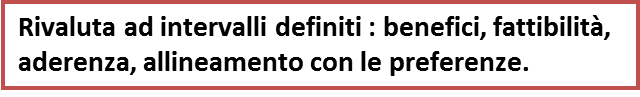 Rivaluta ad intervalli definiti : benefici, fattibilità,
aderenza, allineamento con le preferenze.